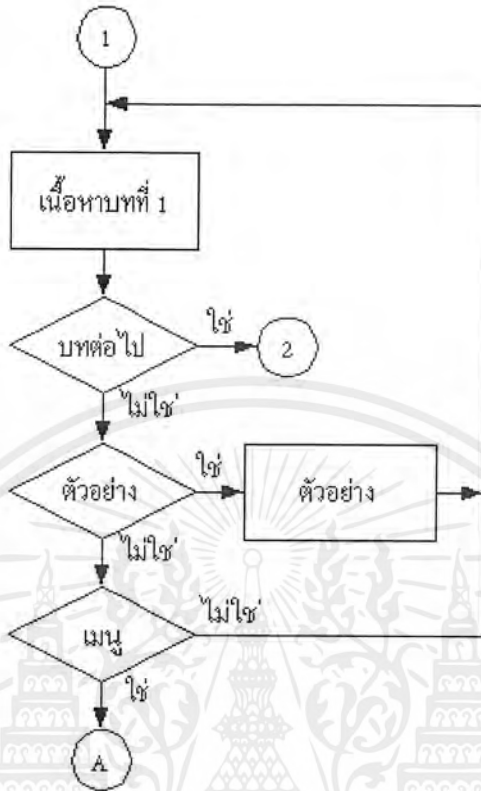 1
เนื้อหาบทที่ 1
ใช่
บทต่อไป
2
ไม่ใช่
ใช่
ตัวอย่าง
ตัวอย่าง
ไม่ใช่
ไม่ใช่
เมนู
ใช่
A